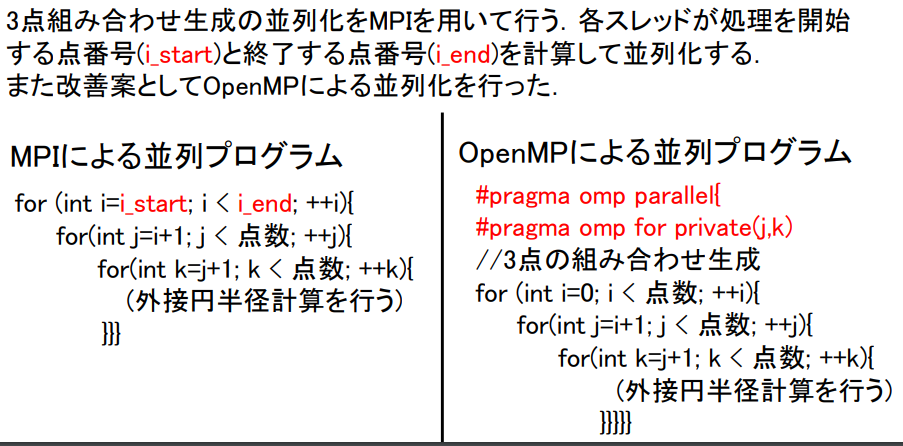 3点組み合わせ生成の並列化をMPIを用いて行う．各スレッドが処理を開始
する点番号(i_start)と終了する点番号(i_end)を計算して並列化する．
また改善案としてOpenMPによる並列化を行った．
MPIによる並列プログラム
for (int i=i_start; i < i_end; ++i){
for(int j=i+1; j < 点数; ++j){
for(int k=j+1; k < 点数; ++k){
(外接円半径計算を行う)
}}}
OpenMPによる並列プログラム
#pragma omp parallel{
#pragma omp for private(j,k)
//3点の組み合わせ生成
for (int i=0; i < 点数; ++i){
for(int j=i+1; j < 点数; ++j){
for(int k=j+1; k < 点数; ++k){
(外接円半径計算を行う)
}}}}}